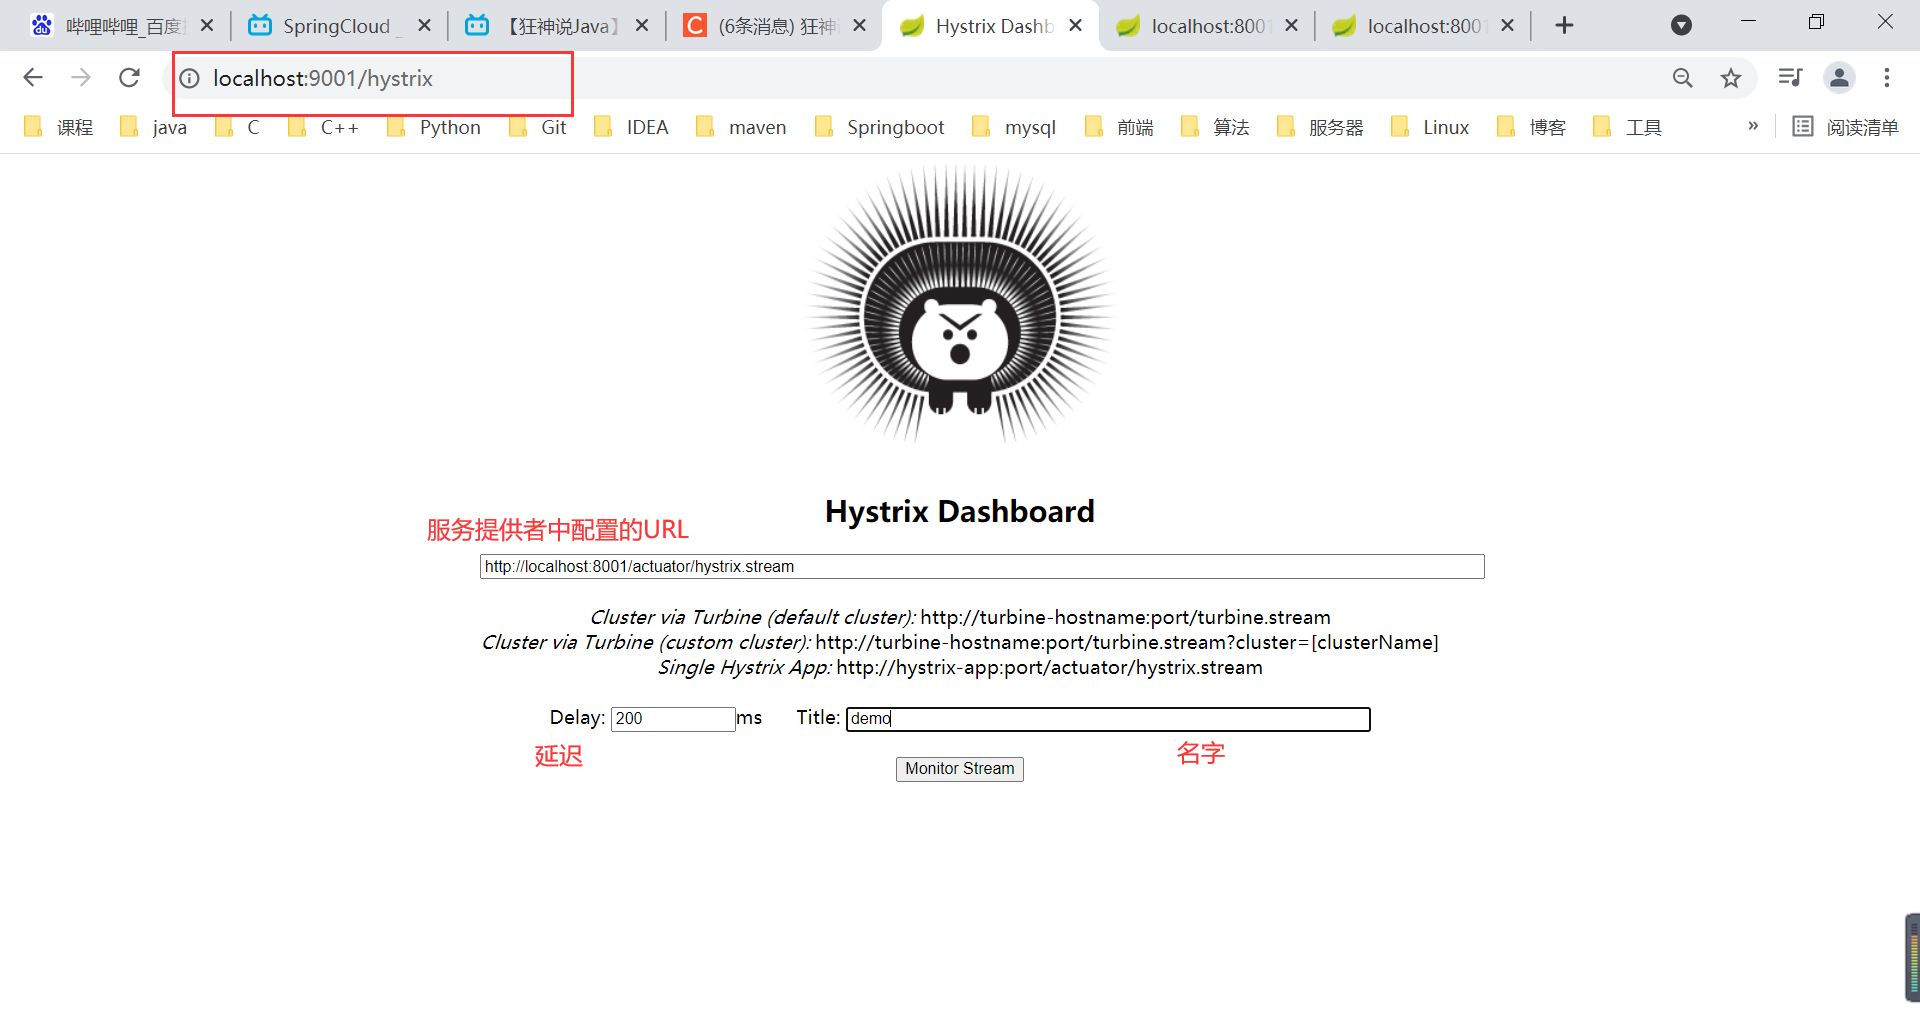 哔哩哔哩_百度
SpringCloud _
【狂神说Java】
(6条消息) 狂神
Hystrix Dashb
localhost:8001
localhost:8001
localhost:9001/hystrix
课程 java C C++ Python Git IDEA maven Springboot mysql 前端 算法 服务器 Linux 博客 工具 » 阅读清单
Hystrix Dashboard
服务提供者中配置的URL
http://localhost:8001/actuator/hystrix.stream
Cluster via Turbine (default cluster): http://turbine-hostname:port/turbine.stream
Cluster via Turbine (custom cluster): http://turbine-hostname:port/turbine.stream?cluster=[clusterName]
Single Hystrix App: http://hystrix-app:port/actuator/hystrix.stream
Delay: 200 ms Title: demo
延迟
名字
Monitor Stream